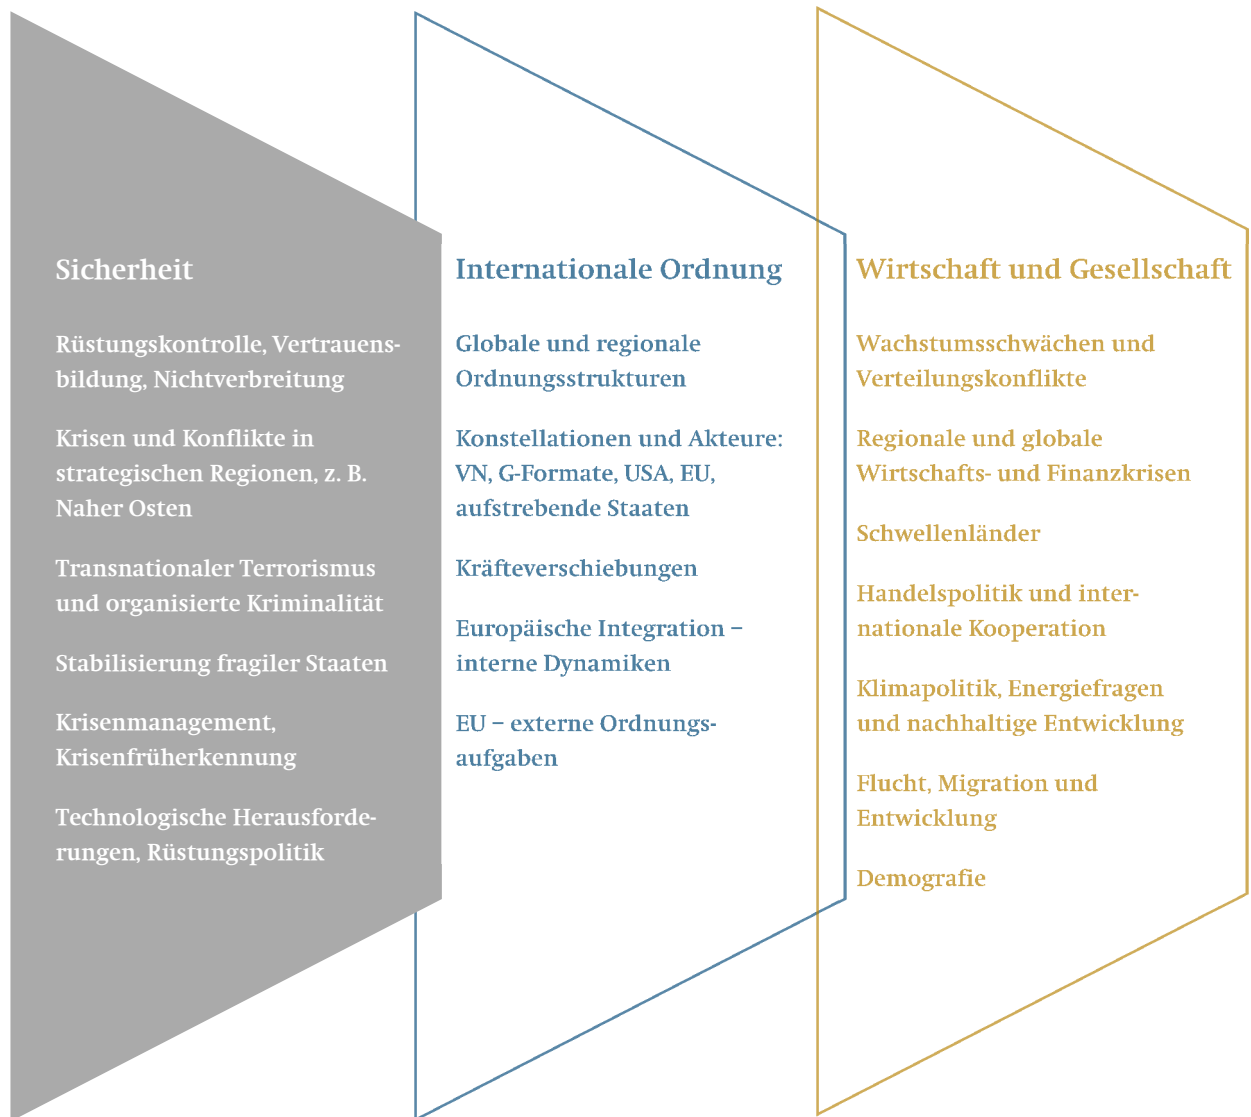 Sicherheit
Rüstungskontrolle, Vertrauens-
bildung, Nichtverbreitung
Krisen und Konflikte in
strategischen Regionen, z. B.
Naher Osten
Transnationaler Terrorismus
und organisierte Kriminalität
Stabilisierung fragiler Staaten
Krisenmanagement,
Krisenfrüherkennung
Technologische Herausforde-
rungen, Rüstungspolitik
Internationale Ordnung
Globale und regionale
Ordnungsstrukturen
Konstellationen und Akteure:
VN, G-Formate, USA, EU,
aufstrebende Staaten
Kräfteverschiebungen
Europäische Integration –
interne Dynamiken
EU – externe Ordnungs-
aufgaben
Wirtschaft und Gesellschaft
Wachstumsschwächen und
Verteilungskonflikte
Regionale und globale
Wirtschafts- und Finanzkrisen
Schwellenländer
Handelspolitik und inter-
nationale Kooperation
Klimapolitik, Energiefragen
und nachhaltige Entwicklung
Flucht, Migration und
Entwicklung
Demografie